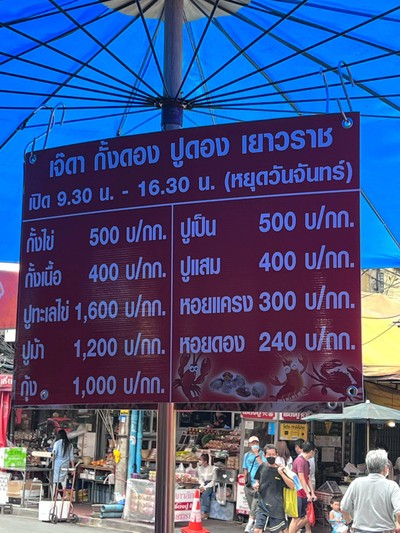 เจ๊ดา กั้งดอง ปูดอง เยาวราช
เปิด 9.30 น. - 16.30 น. (หยุดวันจันทร์)
กั้งไข่ 500 บ/กก.
กั้งเนื้อ 400 บ/กก.
ปูทะเลไข่ 1,600 บ/กก.
ปูม้า 1,200 บ/กก.
กุ้ง 1,000 บ/กก.
ปูเป็น 500 บ/กก.
ปูแสม 400 บ/กก.
หอยแครง 300 บ/กก.
หอยดอง 240 บ/กก.